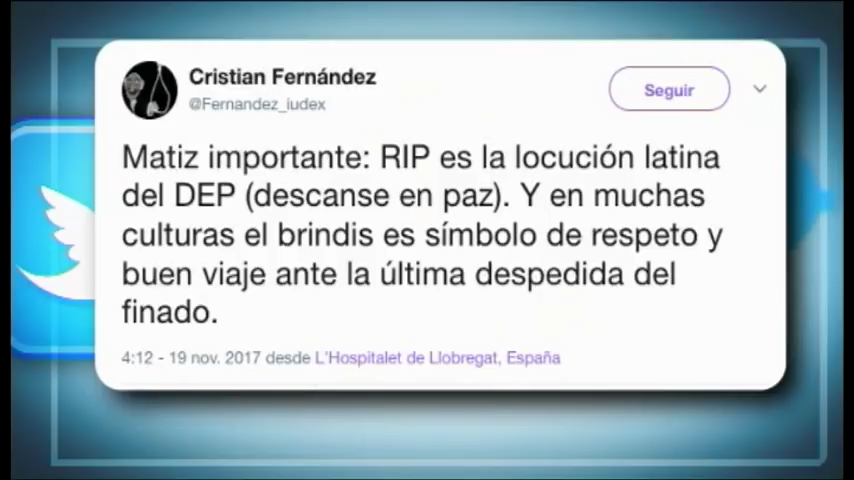 Cristian Fernández
@Fernandez_iudex
Seguir
Matiz importante: RIP es la locución latina
del DEP (descanse en paz). Y en muchas
culturas el brindis es símbolo de respeto y
buen viaje ante la última despedida del
finado.
4:12 - 19 nov. 2017 desde L'Hospitalet de Llobregat, España